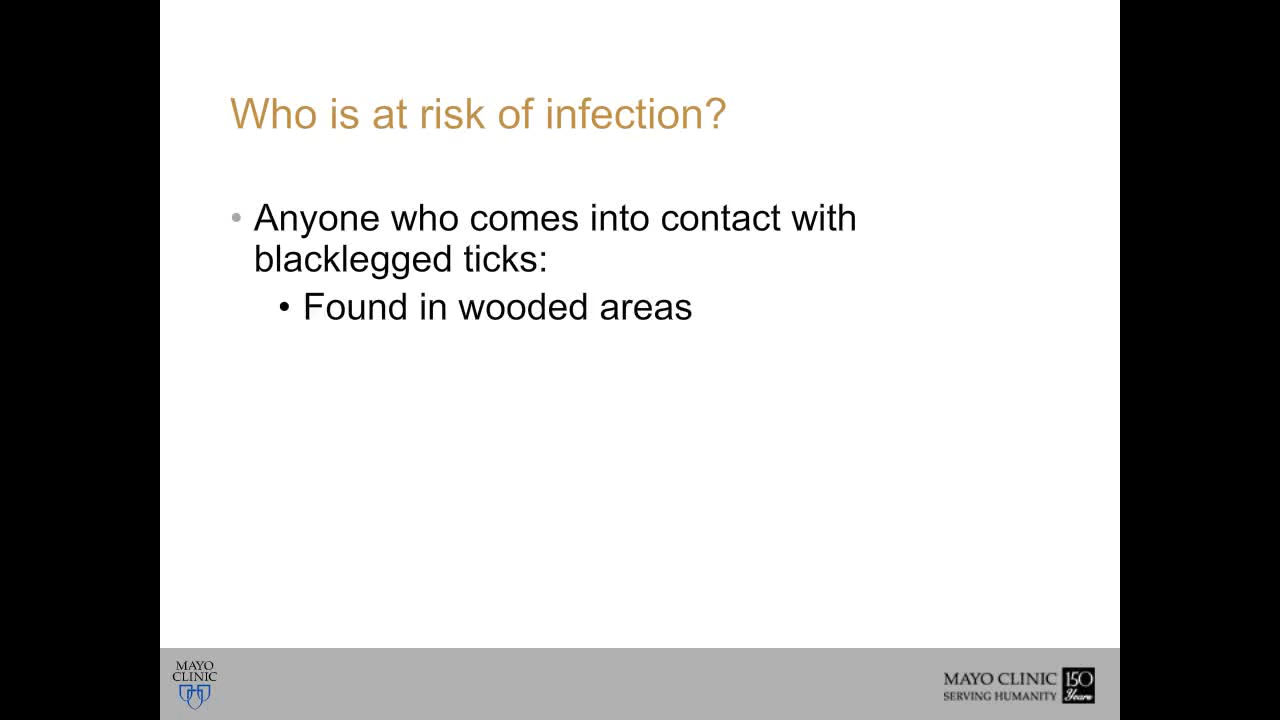 Who is at risk of infection?
• Anyone who comes into contact with
blacklegged ticks:
• Found in wooded areas
MAYO
CLINIC
MAYO CLINIC
SERVING HUMANITY
150
Years